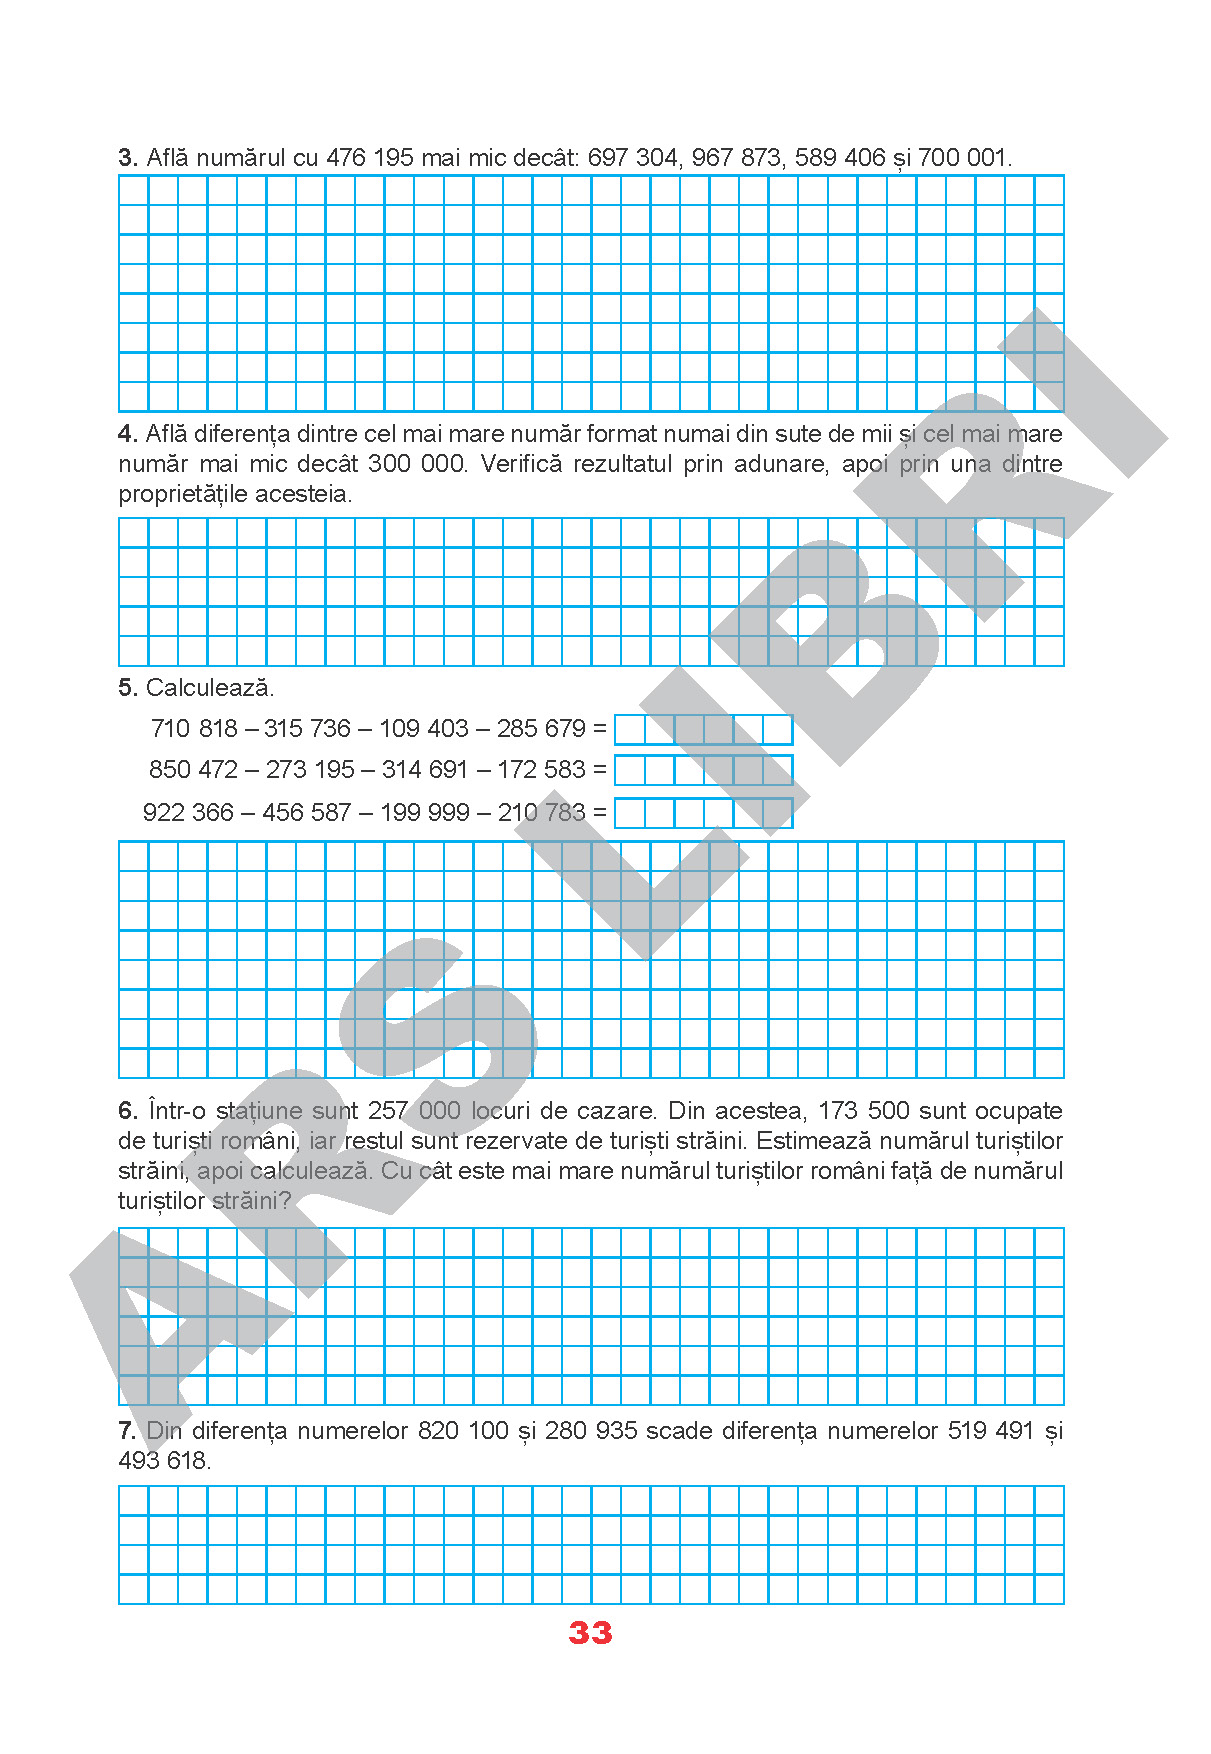 3. Află numărul cu 476 195 mai mic decât: 697 304, 967 873, 589 406 și 700 001.
4. Află diferența dintre cel mai mare număr format numai din sute de mii și cel mai mare
număr mai mic decât 300 000. Verifică rezultatul prin adunare, apoi prin una dintre
proprietățile acesteia.
5. Calculează.
710 818 – 315 736 – 109 403 – 285 679 =
850 472 – 273 195 – 314 691 – 172 583 =
922 366 – 456 587 – 199 999 – 210 783 =
6. Într-o stațiune sunt 257 000 locuri de cazare. Din acestea, 173 500 sunt ocupate
de turiști români, iar restul sunt rezervate de turiști străini. Estimează numărul turiștilor
străini, apoi calculează. Cu cât este mai mare numărul turiștilor români față de numărul
turiștilor străini?
7. Din diferența numerelor 820 100 și 280 935 scade diferența numerelor 519 491 și
493 618.
33
ARS LIBRI